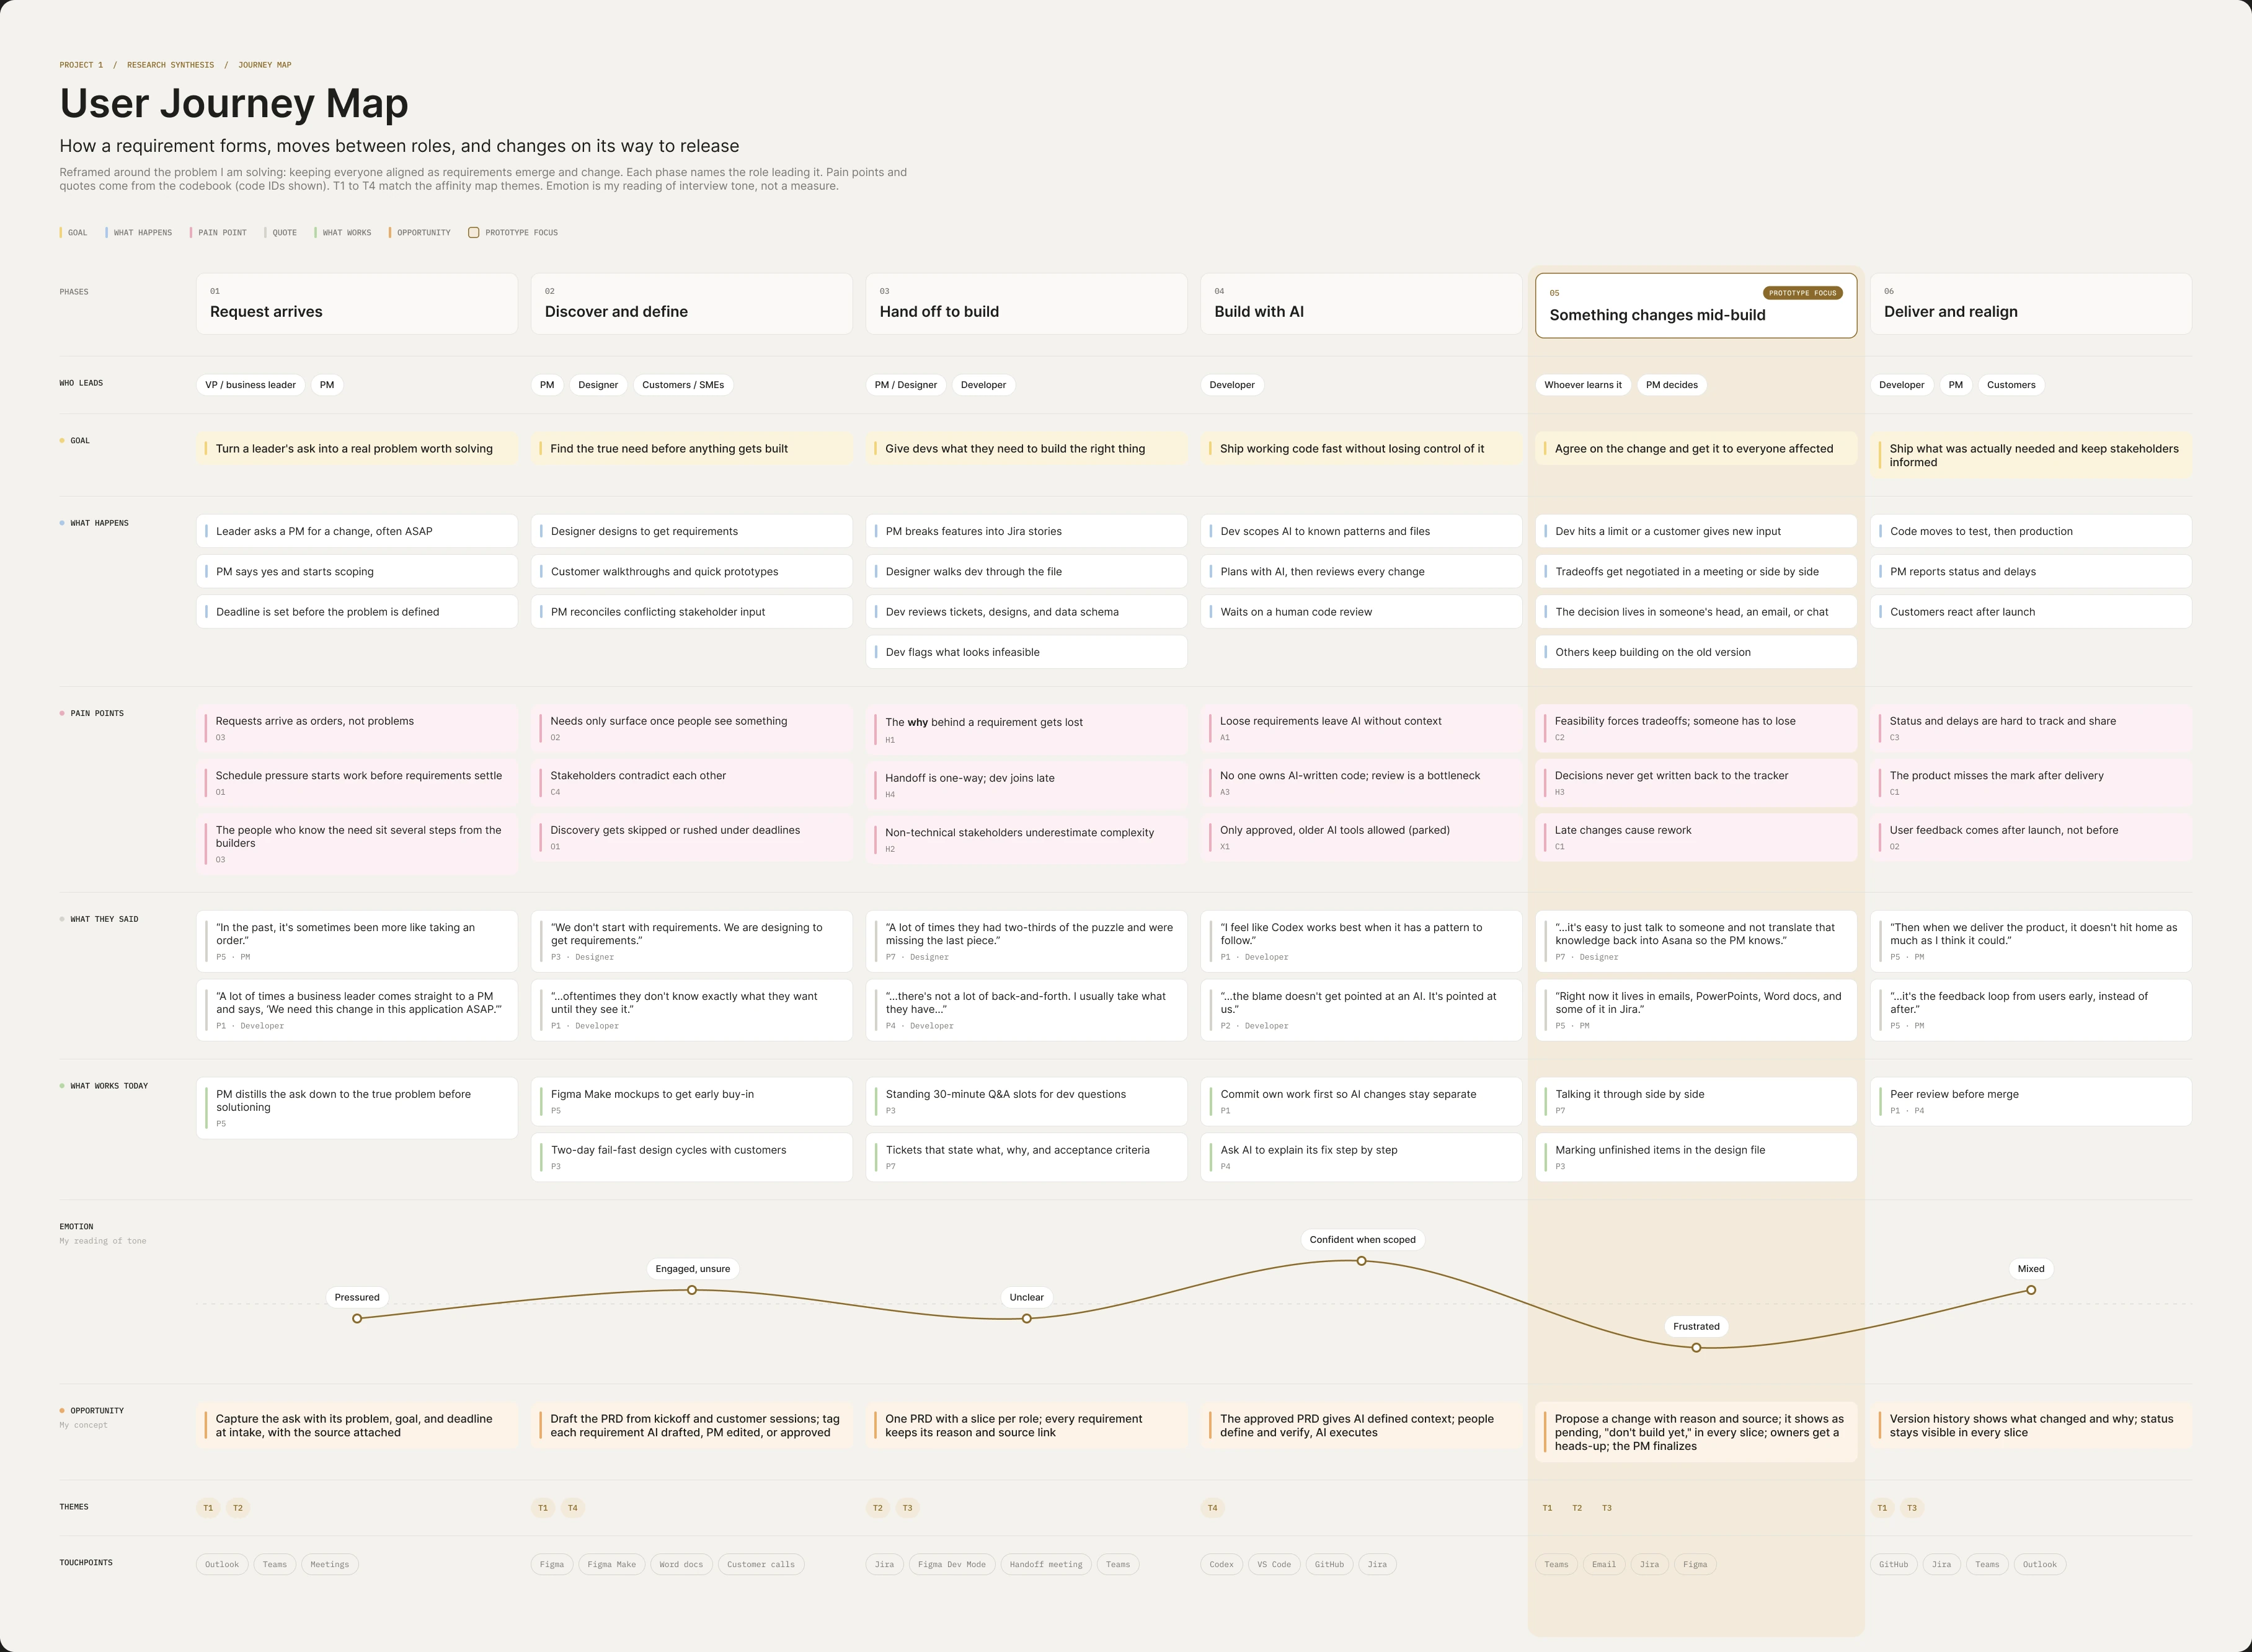 PROJECT 1 / RESEARCH SYNTHESIS / JOURNEY MAP
User Journey Map
How a requirement forms, moves between roles, and changes on its way to release
Reframed around the problem I am solving: keeping everyone aligned as requirements emerge and change. Each phase names the role leading it. Pain points and
quotes come from the codebook (code IDs shown). T1 to T4 match the affinity map themes. Emotion is my reading of interview tone, not a measure.
GOAL WHAT HAPPENS PAIN POINT QUOTE WHAT WORKS OPPORTUNITY PROTOTYPE FOCUS
PHASES
01
Request arrives
02
Discover and define
03
Hand off to build
04
Build with AI
05 PROTOTYPE FOCUS
Something changes mid-build
06
Deliver and realign
WHO LEADS
VP / business leader PM
PM Designer Customers / SMEs
PM / Designer Developer
Developer
Whoever learns it PM decides
Developer PM Customers
GOAL
Turn a leader's ask into a real problem worth solving
Find the true need before anything gets built
Give devs what they need to build the right thing
Ship working code fast without losing control of it
Agree on the change and get it to everyone affected
Ship what was actually needed and keep stakeholders
informed
WHAT HAPPENS
Leader asks a PM for a change, often ASAP
PM says yes and starts scoping
Deadline is set before the problem is defined
Designer designs to get requirements
Customer walkthroughs and quick prototypes
PM reconciles conflicting stakeholder input
PM breaks features into Jira stories
Designer walks dev through the file
Dev reviews tickets, designs, and data schema
Dev flags what looks infeasible
Dev scopes AI to known patterns and files
Plans with AI, then reviews every change
Waits on a human code review
Dev hits a limit or a customer gives new input
Tradeoffs get negotiated in a meeting or side by side
The decision lives in someone's head, an email, or chat
Others keep building on the old version
Code moves to test, then production
PM reports status and delays
Customers react after launch
PAIN POINTS
Requests arrive as orders, not problems
O3
Schedule pressure starts work before requirements settle
O1
The people who know the need sit several steps from the
builders
O3
Needs only surface once people see something
O2
Stakeholders contradict each other
C4
Discovery gets skipped or rushed under deadlines
O1
The why behind a requirement gets lost
H1
Handoff is one-way; dev joins late
H4
Non-technical stakeholders underestimate complexity
H2
Loose requirements leave AI without context
A1
No one owns AI-written code; review is a bottleneck
A3
Only approved, older AI tools allowed (parked)
X1
Feasibility forces tradeoffs; someone has to lose
C2
Decisions never get written back to the tracker
H3
Late changes cause rework
C1
Status and delays are hard to track and share
C3
The product misses the mark after delivery
C1
User feedback comes after launch, not before
O2
WHAT THEY SAID
“In the past, it's sometimes been more like taking an
order.”
P5 · PM
“A lot of times a business leader comes straight to a PM
and says, ‘We need this change in this application ASAP.’”
P1 · Developer
“We don't start with requirements. We are designing to
get requirements.”
P3 · Designer
“...oftentimes they don't know exactly what they want
until they see it.”
P1 · Developer
“A lot of times they had two-thirds of the puzzle and were
missing the last piece.”
P7 · Designer
“...there's not a lot of back-and-forth. I usually take what
they have...”
P4 · Developer
“I feel like Codex works best when it has a pattern to
follow.”
P1 · Developer
“...the blame doesn't get pointed at an AI. It's pointed at
us.”
P2 · Developer
“...it's easy to just talk to someone and not translate that
knowledge back into Asana so the PM knows.”
P7 · Designer
“Right now it lives in emails, PowerPoints, Word docs, and
some of it in Jira.”
P5 · PM
“Then when we deliver the product, it doesn't hit home as
much as I think it could.”
P5 · PM
“...it's the feedback loop from users early, instead of
after.”
P5 · PM
WHAT WORKS TODAY
PM distills the ask down to the true problem before
solutioning
P5
Figma Make mockups to get early buy-in
P5
Two-day fail-fast design cycles with customers
P3
Standing 30-minute Q&A slots for dev questions
P3
Tickets that state what, why, and acceptance criteria
P7
Commit own work first so AI changes stay separate
P1
Ask AI to explain its fix step by step
P4
Talking it through side by side
P7
Marking unfinished items in the design file
P3
Peer review before merge
P1 · P4
EMOTION
My reading of tone
Pressured
Engaged, unsure
Unclear
Confident when scoped
Frustrated
Mixed
OPPORTUNITY
My concept
Capture the ask with its problem, goal, and deadline
at intake, with the source attached
Draft the PRD from kickoff and customer sessions; tag
each requirement AI drafted, PM edited, or approved
One PRD with a slice per role; every requirement
keeps its reason and source link
The approved PRD gives AI defined context; people
define and verify, AI executes
Propose a change with reason and source; it shows as
pending, "don't build yet," in every slice; owners get a
heads-up; the PM finalizes
Version history shows what changed and why; status
stays visible in every slice
THEMES
T1 T2
T1 T4
T2 T3
T4
T1 T2 T3
T1 T3
TOUCHPOINTS
Outlook Teams Meetings
Figma Figma Make Word docs Customer calls
Jira Figma Dev Mode Handoff meeting Teams
Codex VS Code GitHub Jira
Teams Email Jira Figma
GitHub Jira Teams Outlook